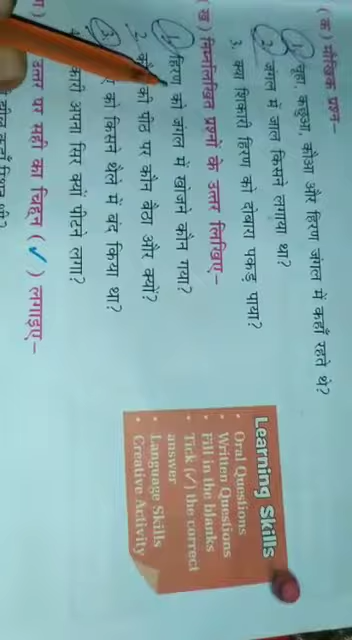 (क) मौखिक प्रश्न–
1. चूहा, कछुआ, कौआ और हिरण जंगल में कहाँ रहते थे?
2. जंगल में जाल किसने लगाया था?
3. क्या शिकारी हिरण को दोबारा पकड़ पाया?
(ख) निम्नलिखित प्रश्नों के उत्तर लिखिए–
1. हिरण को जंगल में खोजने कौन गया?
2. की पीठ पर कौन बैठा और क्यों?
3. को किसने थैले में बंद किया था?
4. अपना सिर क्यों पीटने लगा?
उत्तर पर सही का चिह्न (✓) लगाइए–
Learning Skills
• Oral Questions
• Written Questions
• Fill in the blanks
• Tick (✓) the correct
answer
• Language Skills
• Creative Activity